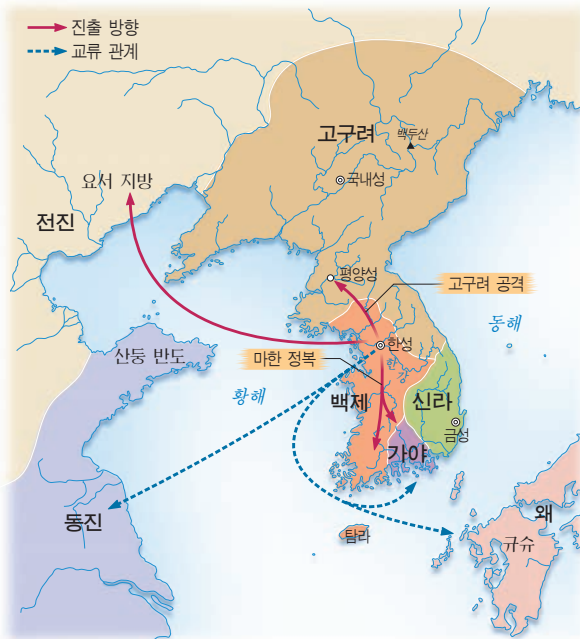 진출 방향
교류 관계
고구려
백두산
국내성
요서 지방
전진
평양성
고구려 공격
동해
한성
산둥 반도
마한 정복
한강
황해
백제
신라
금성
가야
동진
왜
탐라
규슈